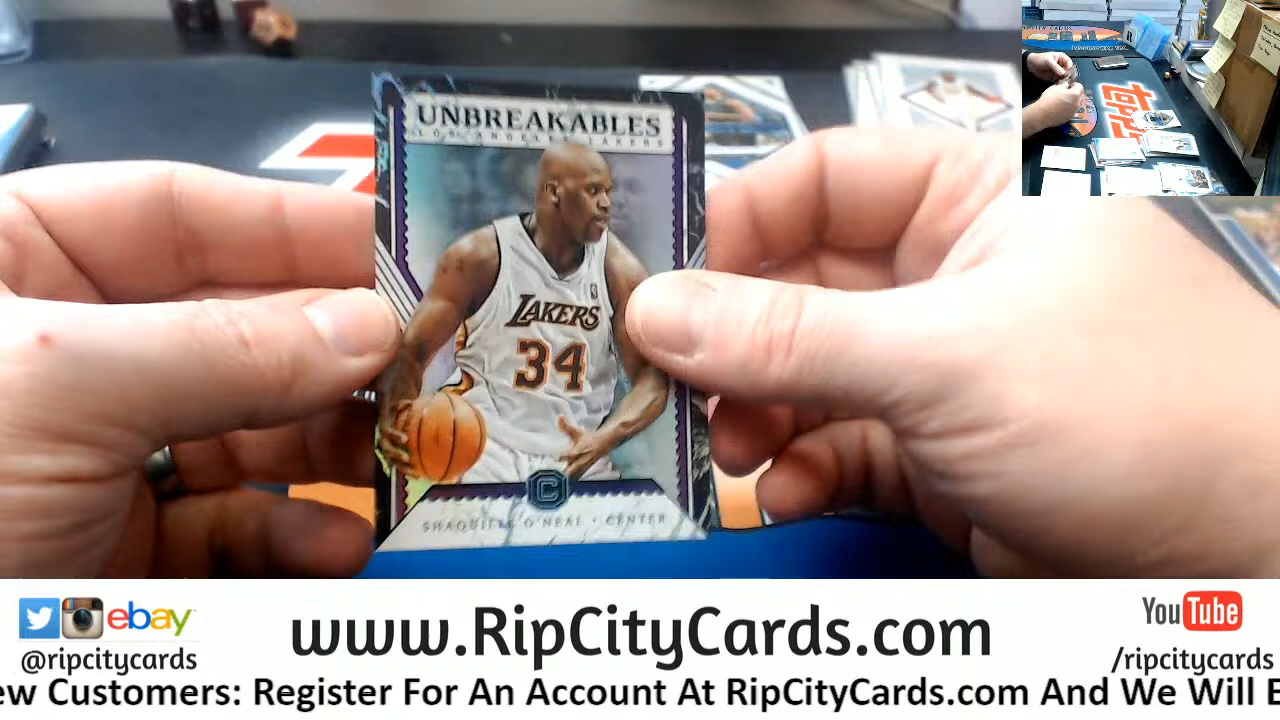 UNBREAKABLES
LOS ANGELES LAKERS
LAKERS
34
C
SHAQUILLE O'NEAL • CENTER
topps
ebay
@ripcitycards
www.RipCityCards.com
You Tube
/ripcitycards
ew Customers: Register For An Account At RipCityCards.com And We Will E